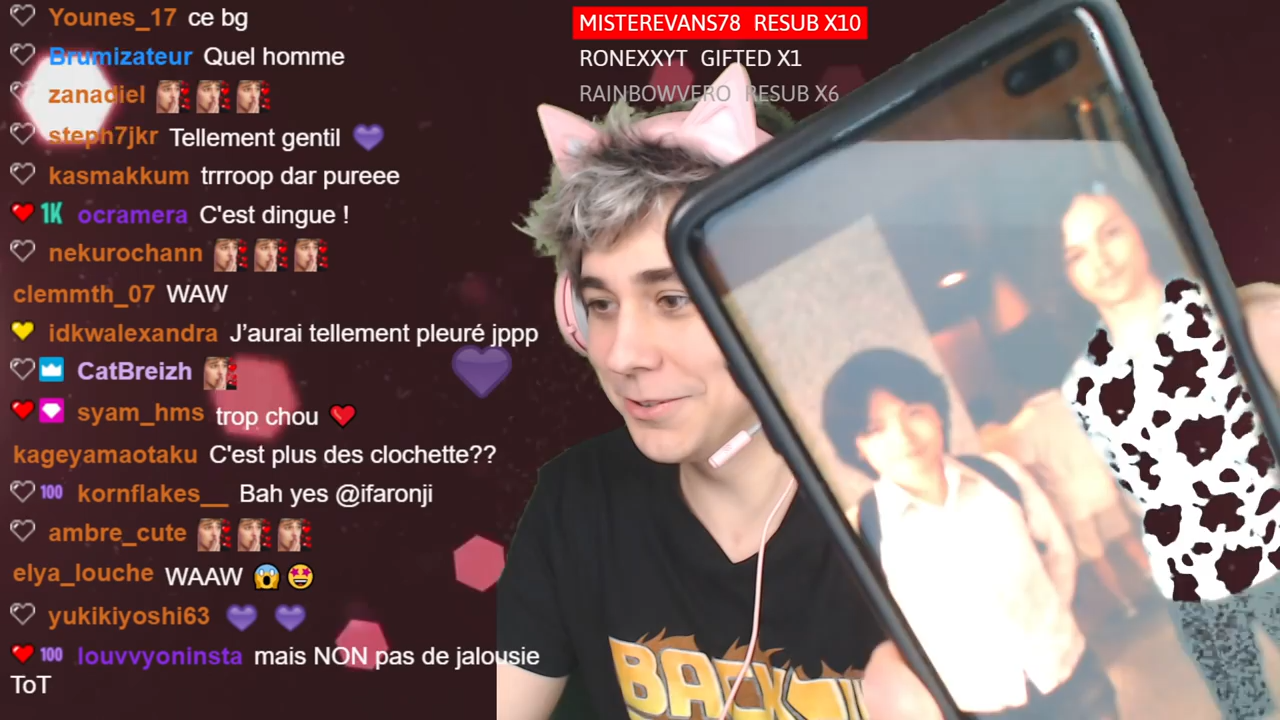 Younes_17 ce bg
Brumizateur Quel homme
zanadiel
steph7jkr Tellement gentil
kasmakkum trrroop dar pureee
1K ocramera C'est dingue !
nekurochann
clemmth_07 WAW
idkwalexandra J'aurai tellement pleuré jppp
CatBreizh
syam_hms trop chou
kageyamaotaku C'est plus des clochette??
100 kornflakes__ Bah yes @ifaronji
ambre_cute
elya_louche WAAW
yukikiyoshi63
100 louvvyoninsta mais NON pas de jalousie
ToT
MISTEREVANS78 RESUB X10
RONEXXYT GIFTED X1
RAINBOWVERO RESUB X6
BACK